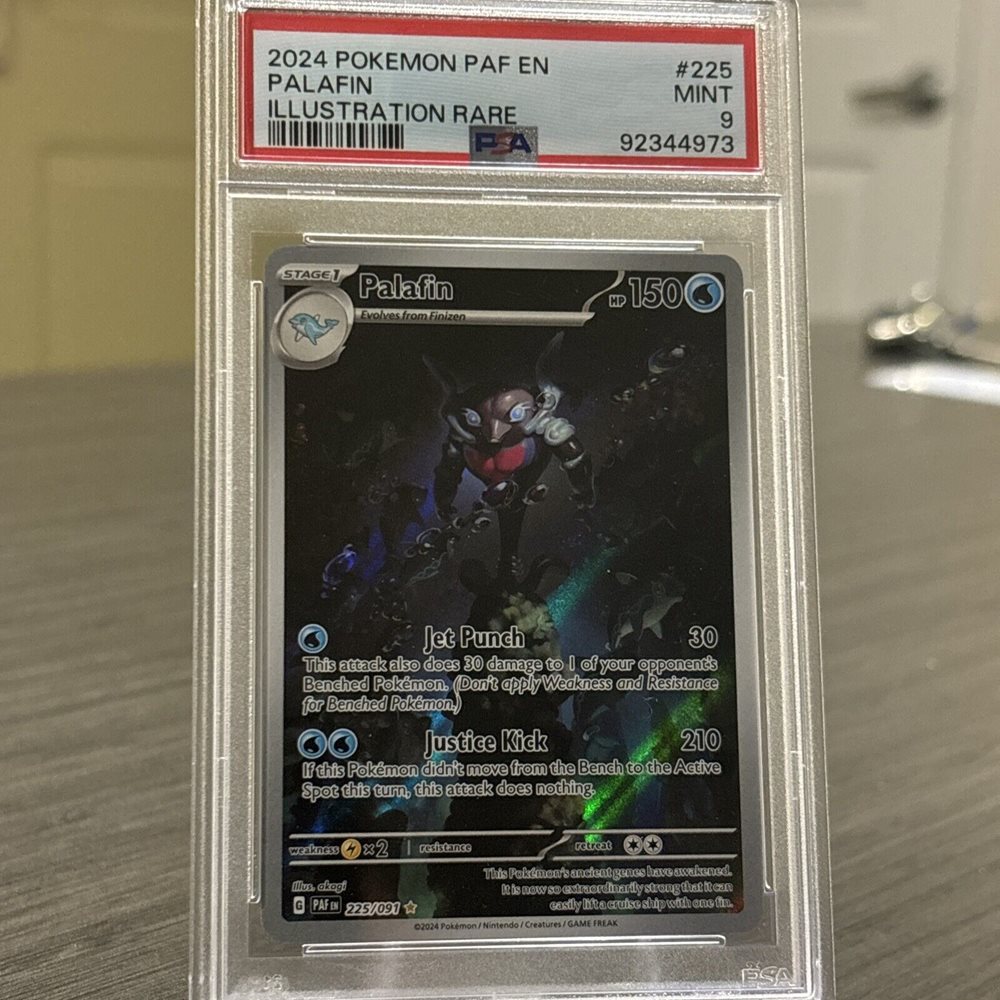 2024 POKEMON PAF EN #225
PALAFIN MINT
ILLUSTRATION RARE 9
PSA 92344973
STAGE 1 Palafin HP 150
Evolves from Finizen
Jet Punch 30
This attack also does 30 damage to 1 of your opponent's
Benched Pokémon. (Don't apply Weakness and Resistance
for Benched Pokémon.)
Justice Kick 210
If this Pokémon didn't move from the Bench to the Active
Spot this turn, this attack does nothing.
weakness ×2 resistance retreat
This Pokémon's ancient genes have awakened.
It is now so extraordinarily strong that it can
easily lift a cruise ship with one fin.
Illus. akagi
G PAF EN 225/091
©2024 Pokémon / Nintendo / Creatures / GAME FREAK
PSA